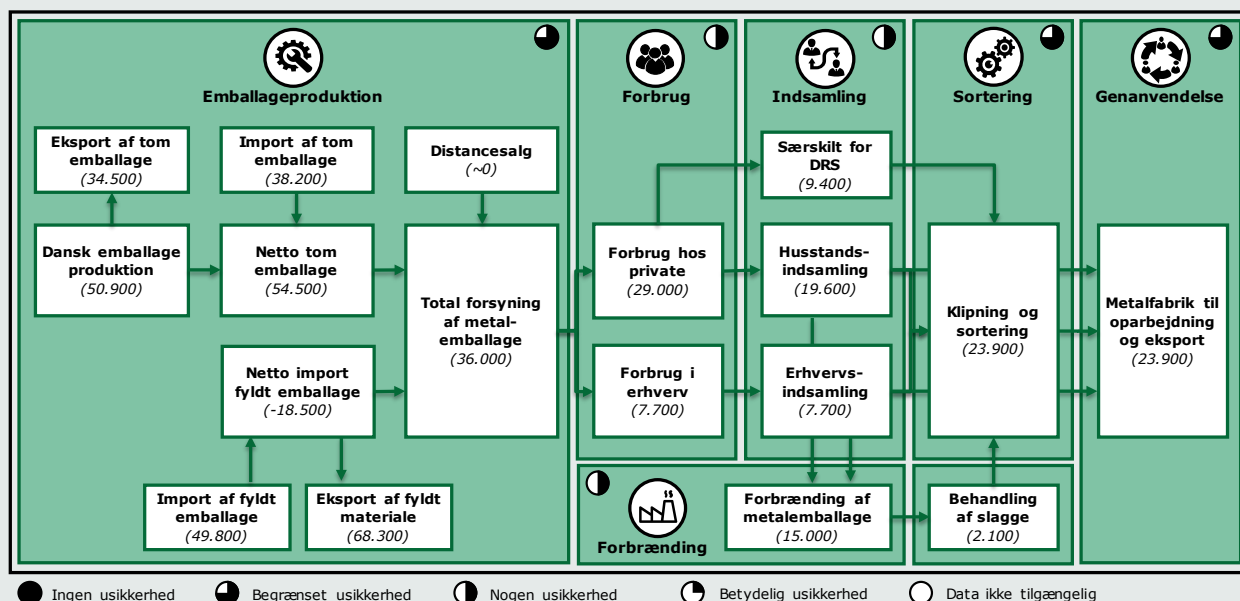 Emballageproduktion
Forbrug
Indsamling
Sortering
Genanvendelse
Eksport af tom
emballage
(34.500)
Import af tom
emballage
(38.200)
Distancesalg
(~0)
Særskilt for
DRS
(9.400)
Dansk emballage
produktion
(50.900)
Netto tom
emballage
(54.500)
Total forsyning
af metal-
emballage
(36.000)
Forbrug hos
private
(29.000)
Husstands-
indsamling
(19.600)
Klipning og
sortering
(23.900)
Metalfabrik til
oparbejdning
og eksport
(23.900)
Netto import
fyldt emballage
(-18.500)
Forbrug i
erhverv
(7.700)
Erhvervs-
indsamling
(7.700)
Import af fyldt
emballage
(49.800)
Eksport af fyldt
materiale
(68.300)
Forbrænding
Forbrænding af
metalemballage
(15.000)
Behandling
af slagge
(2.100)
Ingen usikkerhed
Begrænset usikkerhed
Nogen usikkerhed
Betydelig usikkerhed
Data ikke tilgængelig